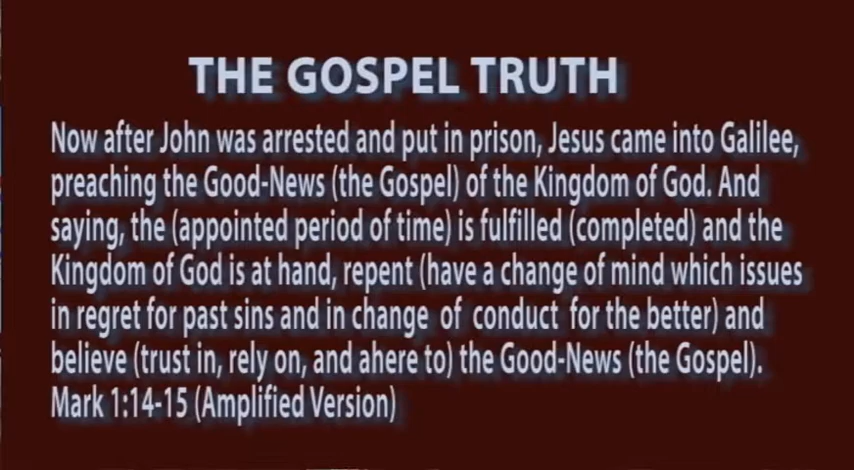 THE GOSPEL TRUTH
Now after John was arrested and put in prison, Jesus came into Galilee,
preaching the Good-News (the Gospel) of the Kingdom of God. And
saying, the (appointed period of time) is fulfilled (completed) and the
Kingdom of God is at hand, repent (have a change of mind which issues
in regret for past sins and in change of conduct for the better) and
believe (trust in, rely on, and ahere to) the Good-News (the Gospel).
Mark 1:14-15 (Amplified Version)